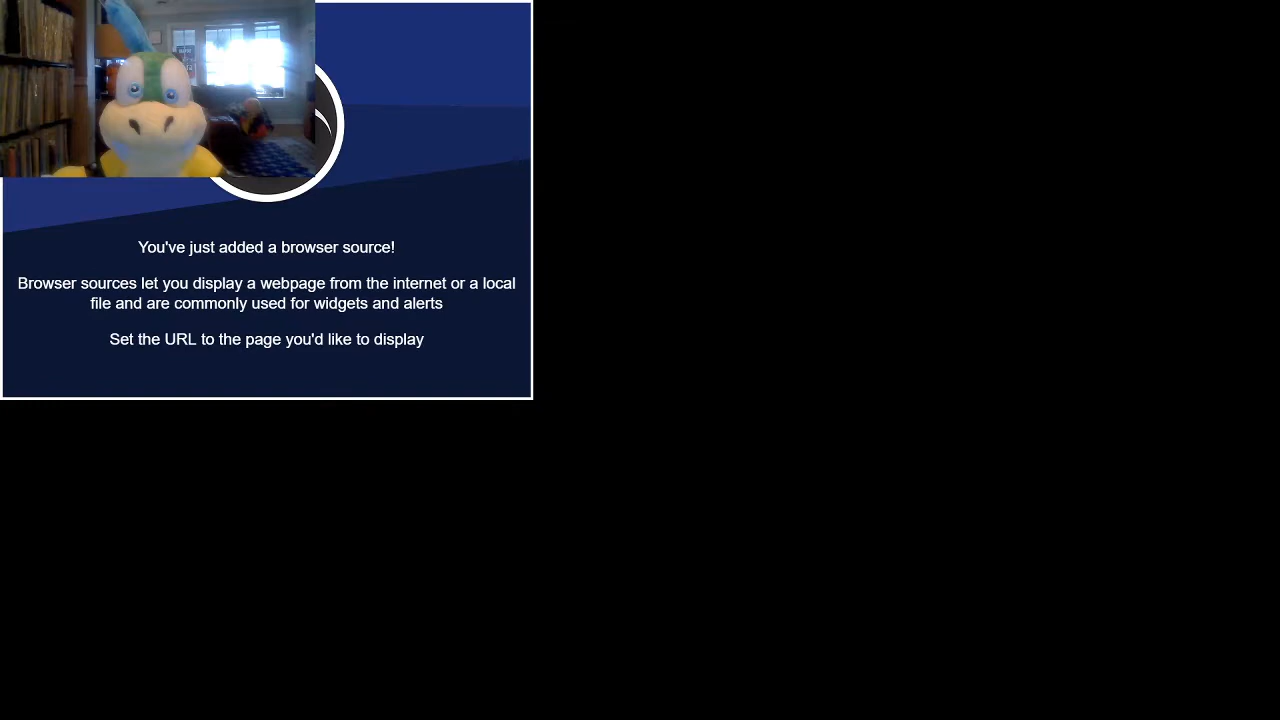 You've just added a browser source!
Browser sources let you display a webpage from the internet or a local
file and are commonly used for widgets and alerts
Set the URL to the page you'd like to display